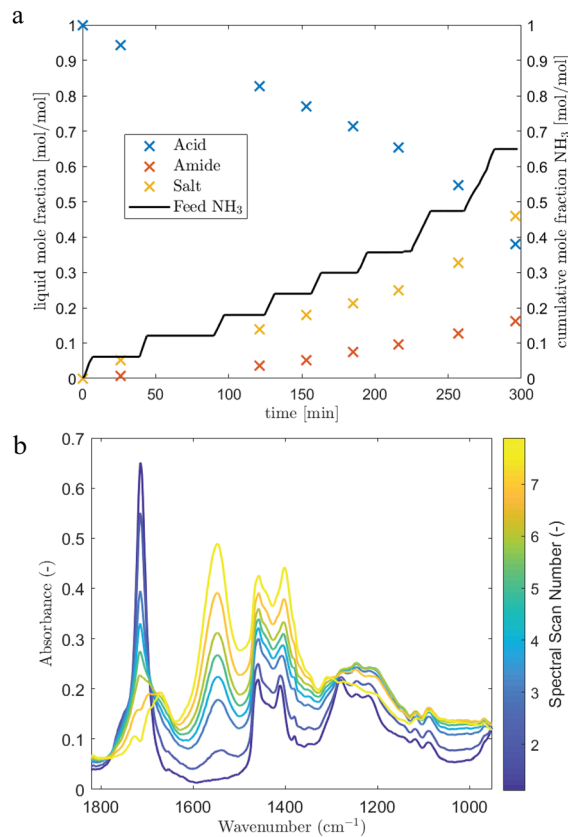 a
liquid mole fraction [mol/mol]
1
0.9
0.8
0.7
0.6
0.5
0.4
0.3
0.2
0.1
0
Acid
Amide
Salt
Feed NH3
1
0.9
0.8
0.7
0.6
0.5
0.4
0.3
0.2
0.1
0
cumulative mole fraction NH3 [mol/mol]
0 50 100 150 200 250 300
time [min]
b
Absorbance (-)
0.7
0.6
0.5
0.4
0.3
0.2
0.1
0
1800 1600 1400 1200 1000
Wavenumber (cm−1)
7
6
5
4
3
2
Spectral Scan Number (-)